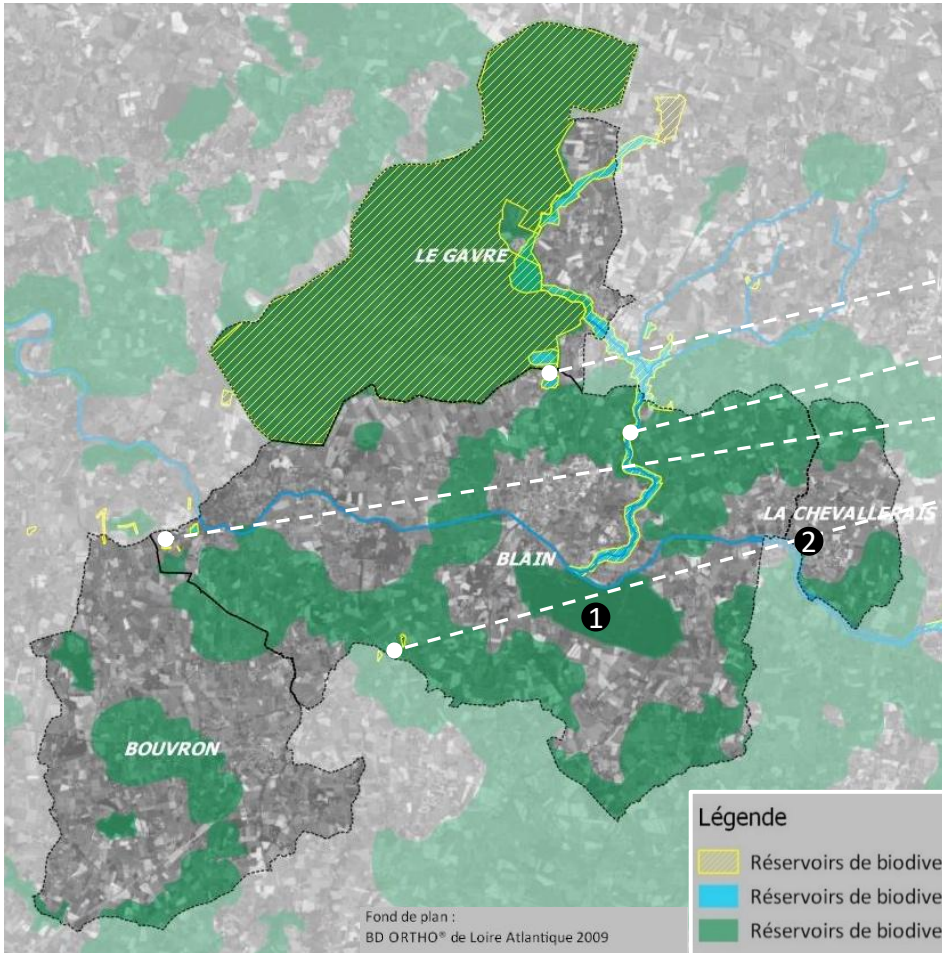 LE GAVRE
LA CHEVALLERAIS
2
BLAIN
1
BOUVRON
Légende
Réservoirs de biodive
Réservoirs de biodive
Réservoirs de biodive
Fond de plan :
BD ORTHO® de Loire Atlantique 2009